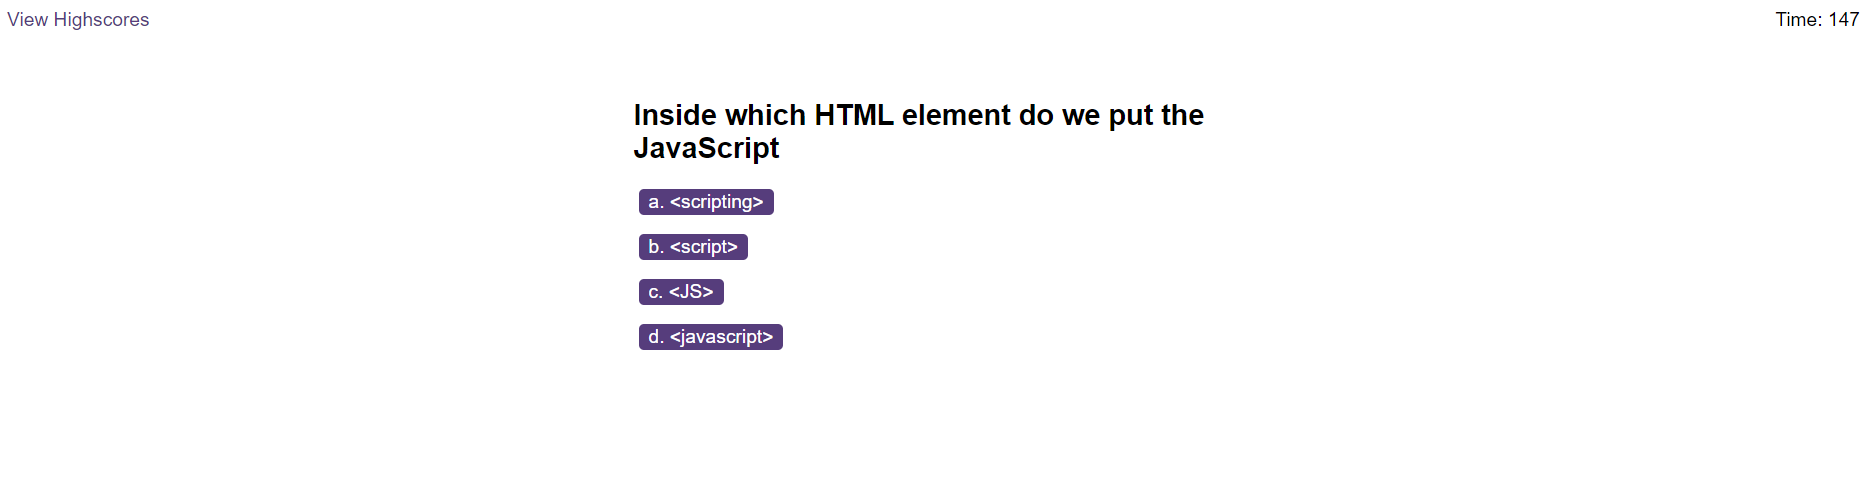 View Highscores
Time: 147
Inside which HTML element do we put the
JavaScript
a. <scripting>
b. <script>
c. <JS>
d. <javascript>